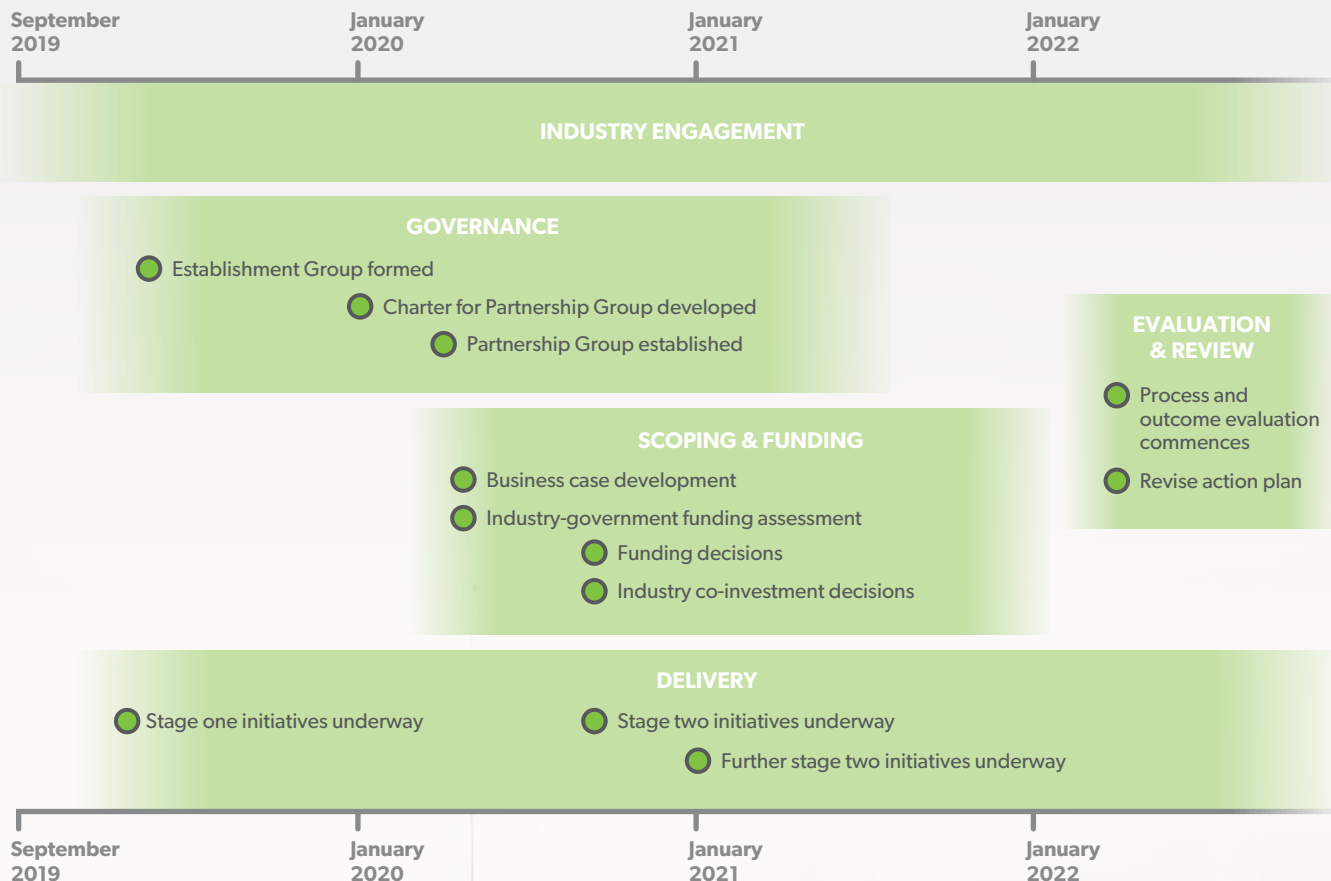 September
2019
January
2020
January
2021
January
2022
INDUSTRY ENGAGEMENT
GOVERNANCE
Establishment Group formed
Charter for Partnership Group developed
Partnership Group established
EVALUATION
& REVIEW
Process and
outcome evaluation
commences
Revise action plan
SCOPING & FUNDING
Business case development
Industry-government funding assessment
Funding decisions
Industry co-investment decisions
DELIVERY
Stage one initiatives underway
Stage two initiatives underway
Further stage two initiatives underway
September
2019
January
2020
January
2021
January
2022